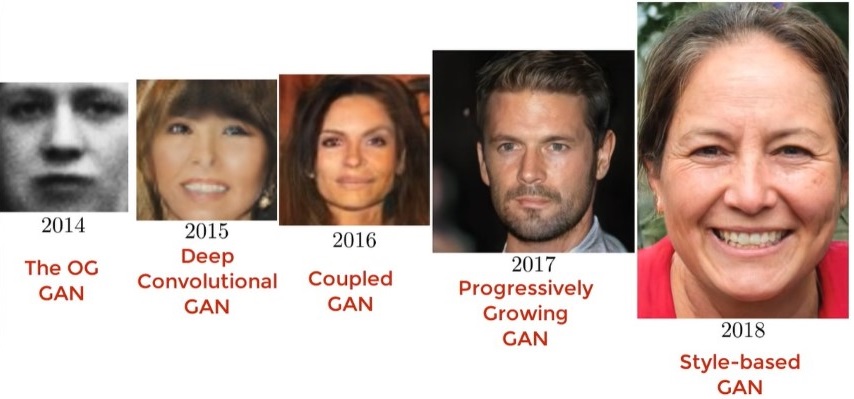 2014
The OG
GAN
2015
Deep
Convolutional
GAN
2016
Coupled
GAN
2017
Progressively
Growing
GAN
2018
Style-based
GAN